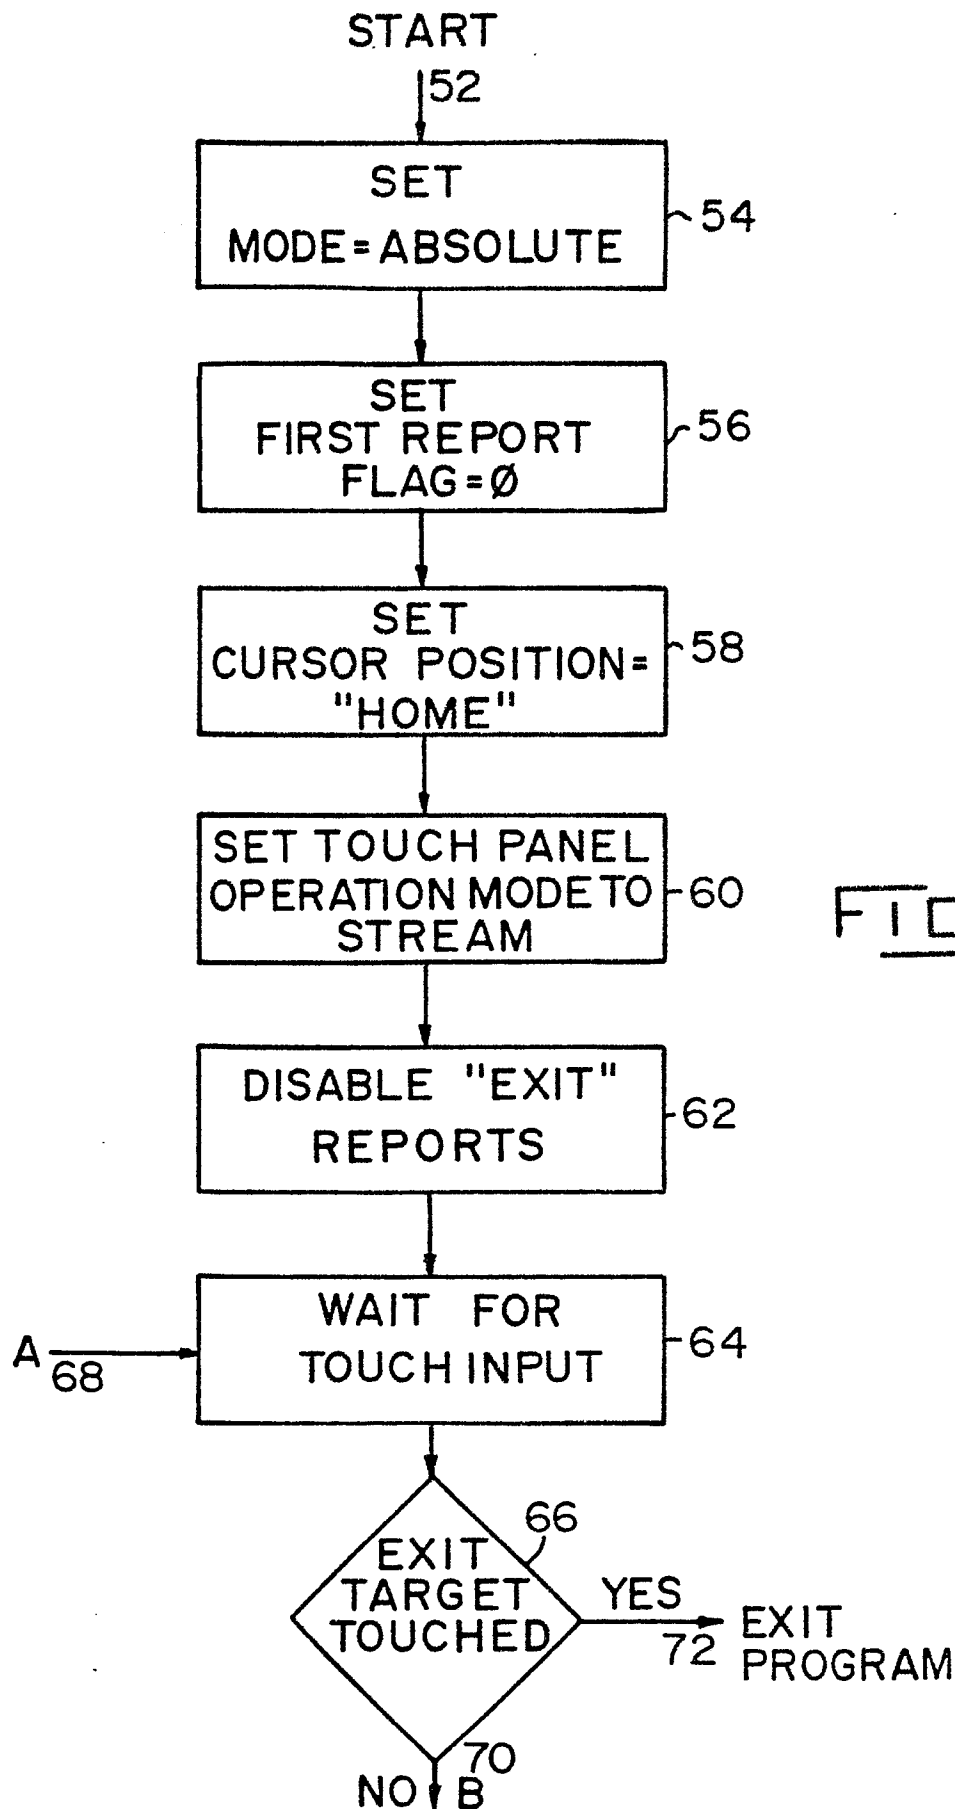 START
52
SET
MODE=ABSOLUTE
54
SET
FIRST REPORT
FLAG=Ø
56
SET
CURSOR POSITION=
"HOME"
58
SET TOUCH PANEL
OPERATION MODE TO
STREAM
60
DISABLE "EXIT"
REPORTS
62
WAIT FOR
TOUCH INPUT
64
A
68
EXIT
TARGET
TOUCHED
66
YES
72
EXIT
PROGRAM
70
NO B